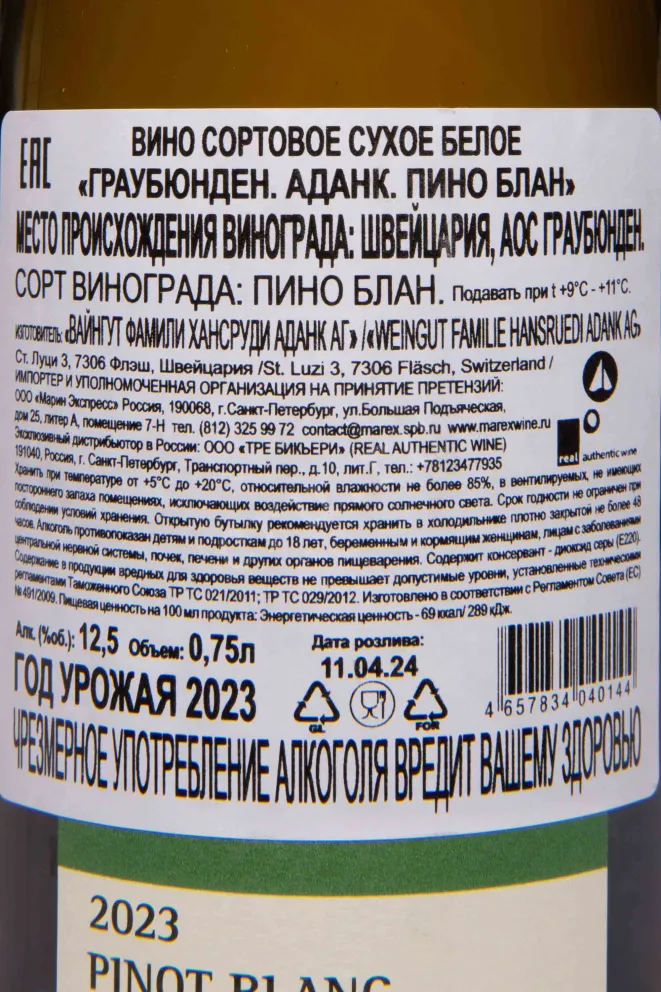 ЕАС
ВИНО СОРТОВОЕ СУХОЕ БЕЛОЕ
«ГРАУБЮНДЕН. АДАНК. ПИНО БЛАН»
МЕСТО ПРОИСХОЖДЕНИЯ ВИНОГРАДА: ШВЕЙЦАРИЯ, АОС ГРАУБЮНДЕН.
СОРТ ВИНОГРАДА: ПИНО БЛАН. Подавать при t +9°C - +11°C.
ИЗГОТОВИТЕЛЬ: «ВАЙНГУТ ФАМИЛИ ХАНСРУДИ АДАНК АГ» / «WEINGUT FAMILIE HANSRUEDI ADANK AG»
Ст. Луци 3, 7306 Флэш, Швейцария /St. Luzi 3, 7306 Fläsch, Switzerland /
ИМПОРТЕР И УПОЛНОМОЧЕННАЯ ОРГАНИЗАЦИЯ НА ПРИНЯТИЕ ПРЕТЕНЗИЙ:
ООО «Марин Экспресс» Россия, 190068, г.Санкт-Петербург, ул.Большая Подъяческая,
дом 25, литер А, помещение 7-Н тел. (812) 325 99 72 contact@marex.spb.ru www.marexwine.ru
Эксклюзивный дистрибьютор в России: ООО «ТРЕ БИКЬЕРИ» (REAL AUTHENTIC WINE)
191040, Россия, г. Санкт-Петербург, Транспортный пер., д.10, лит.Г, тел.: +78123477935
real authentic wine
Хранить при температуре от +5°C до +20°C, относительной влажности не более 85%, в вентилируемых, не имеющих
постороннего запаха помещениях, исключающих воздействие прямого солнечного света. Срок годности не ограничен при
соблюдении условий хранения. Открытую бутылку рекомендуется хранить в холодильнике плотно закрытой не более 48
часов. Алкоголь противопоказан детям и подросткам до 18 лет, беременным и кормящим женщинам, лицам с заболеваниями
центральной нервной системы, почек, печени и других органов пищеварения. Содержит консервант - диоксид серы (E220).
Содержание в продукции вредных для здоровья веществ не превышает допустимые уровни, установленные техническими
регламентами Таможенного Союза ТР ТС 021/2011; ТР ТС 029/2012. Изготовлено в соответствии с Регламентом Совета (ЕС)
№ 491/2009. Пищевая ценность на 100 мл продукта: Энергетическая ценность - 69 ккал/ 289 кДж.
Алк. (%об.): 12,5 Объем: 0,75л
Дата розлива:
11.04.24
ГОД УРОЖАЯ 2023
GL
FOR
4 657834 040144
ЧРЕЗМЕРНОЕ УПОТРЕБЛЕНИЕ АЛКОГОЛЯ ВРЕДИТ ВАШЕМУ ЗДОРОВЬЮ
2023
PINOT BLANC